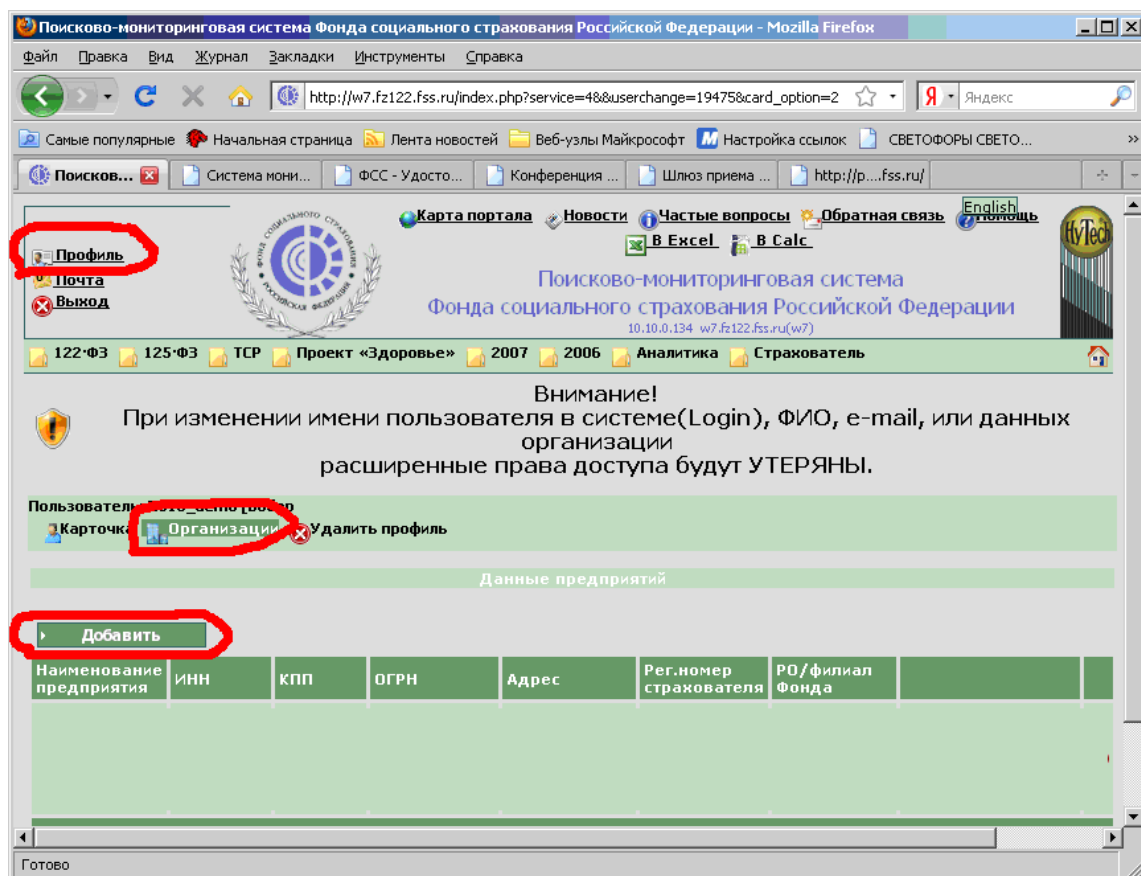 Поисково-мониторинговая система Фонда социального страхования Российской Федерации - Mozilla Firefox
Файл Правка Вид Журнал Закладки Инструменты Справка
http://w7.fz122.fss.ru/index.php?service=4&&userchange=19475&card_option=2 Яндекс
Самые популярные Начальная страница Лента новостей Веб-узлы Майкрософт Настройка ссылок СВЕТОФОРЫ СВЕТО... »
Поисков... Система мони... ФСС - Удосто... Конференция ... Шлюз приема ... http://p....fss.ru/
English
Карта портала Новости Частые вопросы Обратная связь Помощь
В Excel В Calc
HyTech
Профиль
Почта
Выход
Поисково-мониторинговая система
Фонда социального страхования Российской Федерации
10.10.0.134 w7.fz122.fss.ru(w7)
122-ФЗ 125-ФЗ ТСР Проект «Здоровье» 2007 2006 Аналитика Страхователь
Внимание!
При изменении имени пользователя в системе(Login), ФИО, e-mail, или данных
организации
расширенные права доступа будут УТЕРЯНЫ.
Пользователь:
Карточка Организации Удалить профиль
Данные предприятий
Добавить
Наименование предприятия ИНН КПП ОГРН Адрес Рег.номер страхователя РО/филиал Фонда
Готово